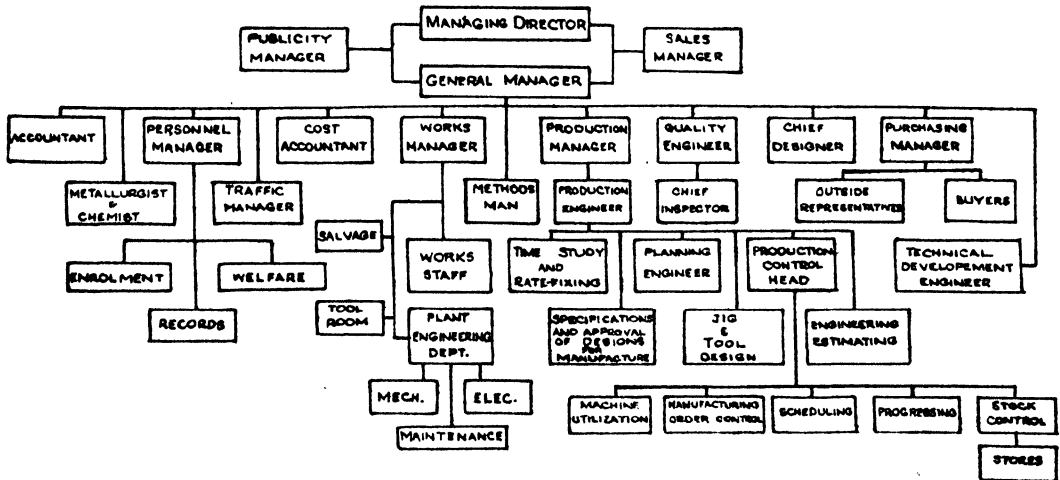 MANAGING DIRECTOR
PUBLICITY
MANAGER
SALES
MANAGER
GENERAL MANAGER
ACCOUNTANT
PERSONNEL
MANAGER
COST
ACCOUNTANT
WORKS
MANAGER
PRODUCTION
MANAGER
QUALITY
ENGINEER
CHIEF
DESIGNER
PURCHASING
MANAGER
METALLURGIST
&
CHEMIST
TRAFFIC
MANAGER
METHODS
MAN
PRODUCTION
ENGINEER
CHIEF
INSPECTOR
OUTSIDE
REPRESENTATIVES
BUYERS
SALVAGE
WORKS
STAFF
TIME STUDY
AND
RATE-FIXING
PLANNING
ENGINEER
PRODUCTION
CONTROL
HEAD
TECHNICAL
DEVELOPEMENT
ENGINEER
ENROLMENT
WELFARE
RECORDS
TOOL
ROOM
PLANT
ENGINEERING
DEPT.
SPECIFICATIONS
AND APPROVAL
OF DESIGNS
FOR
MANUFACTURE
JIG
&
TOOL
DESIGN
ENGINEERING
ESTIMATING
MECH.
ELEC.
MAINTENANCE
MACHINE
UTILIZATION
MANUFACTURING
ORDER CONTROL
SCHEDULING
PROGRESSING
STOCK
CONTROL
STORES